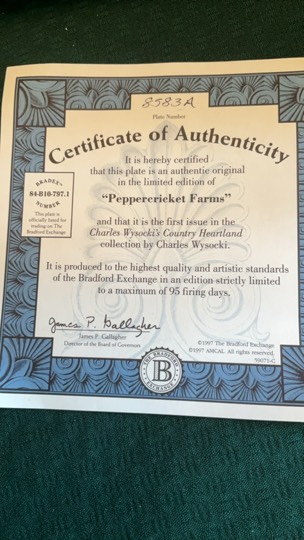 8583A
Plate Number
Certificate of Authenticity
It is hereby certified
that this plate is an authentic original
in the limited edition of
"Peppercricket Farms"
BRADEX®
84-B10-797.1
NUMBER
This plate is
officially listed for
trading on The
Bradford Exchange
and that it is the first issue in the
Charles Wysocki's Country Heartland
collection by Charles Wysocki.
It is produced to the highest quality and artistic standards
of the Bradford Exchange in an edition strictly limited
to a maximum of 95 firing days.
James P. Gallagher
James P. Gallagher
Director of the Board of Governors
©1997 The Bradford Exchange
©1997 AMCAL. All rights reserved.
59071-C
THE BRADFORD
B
EXCHANGE